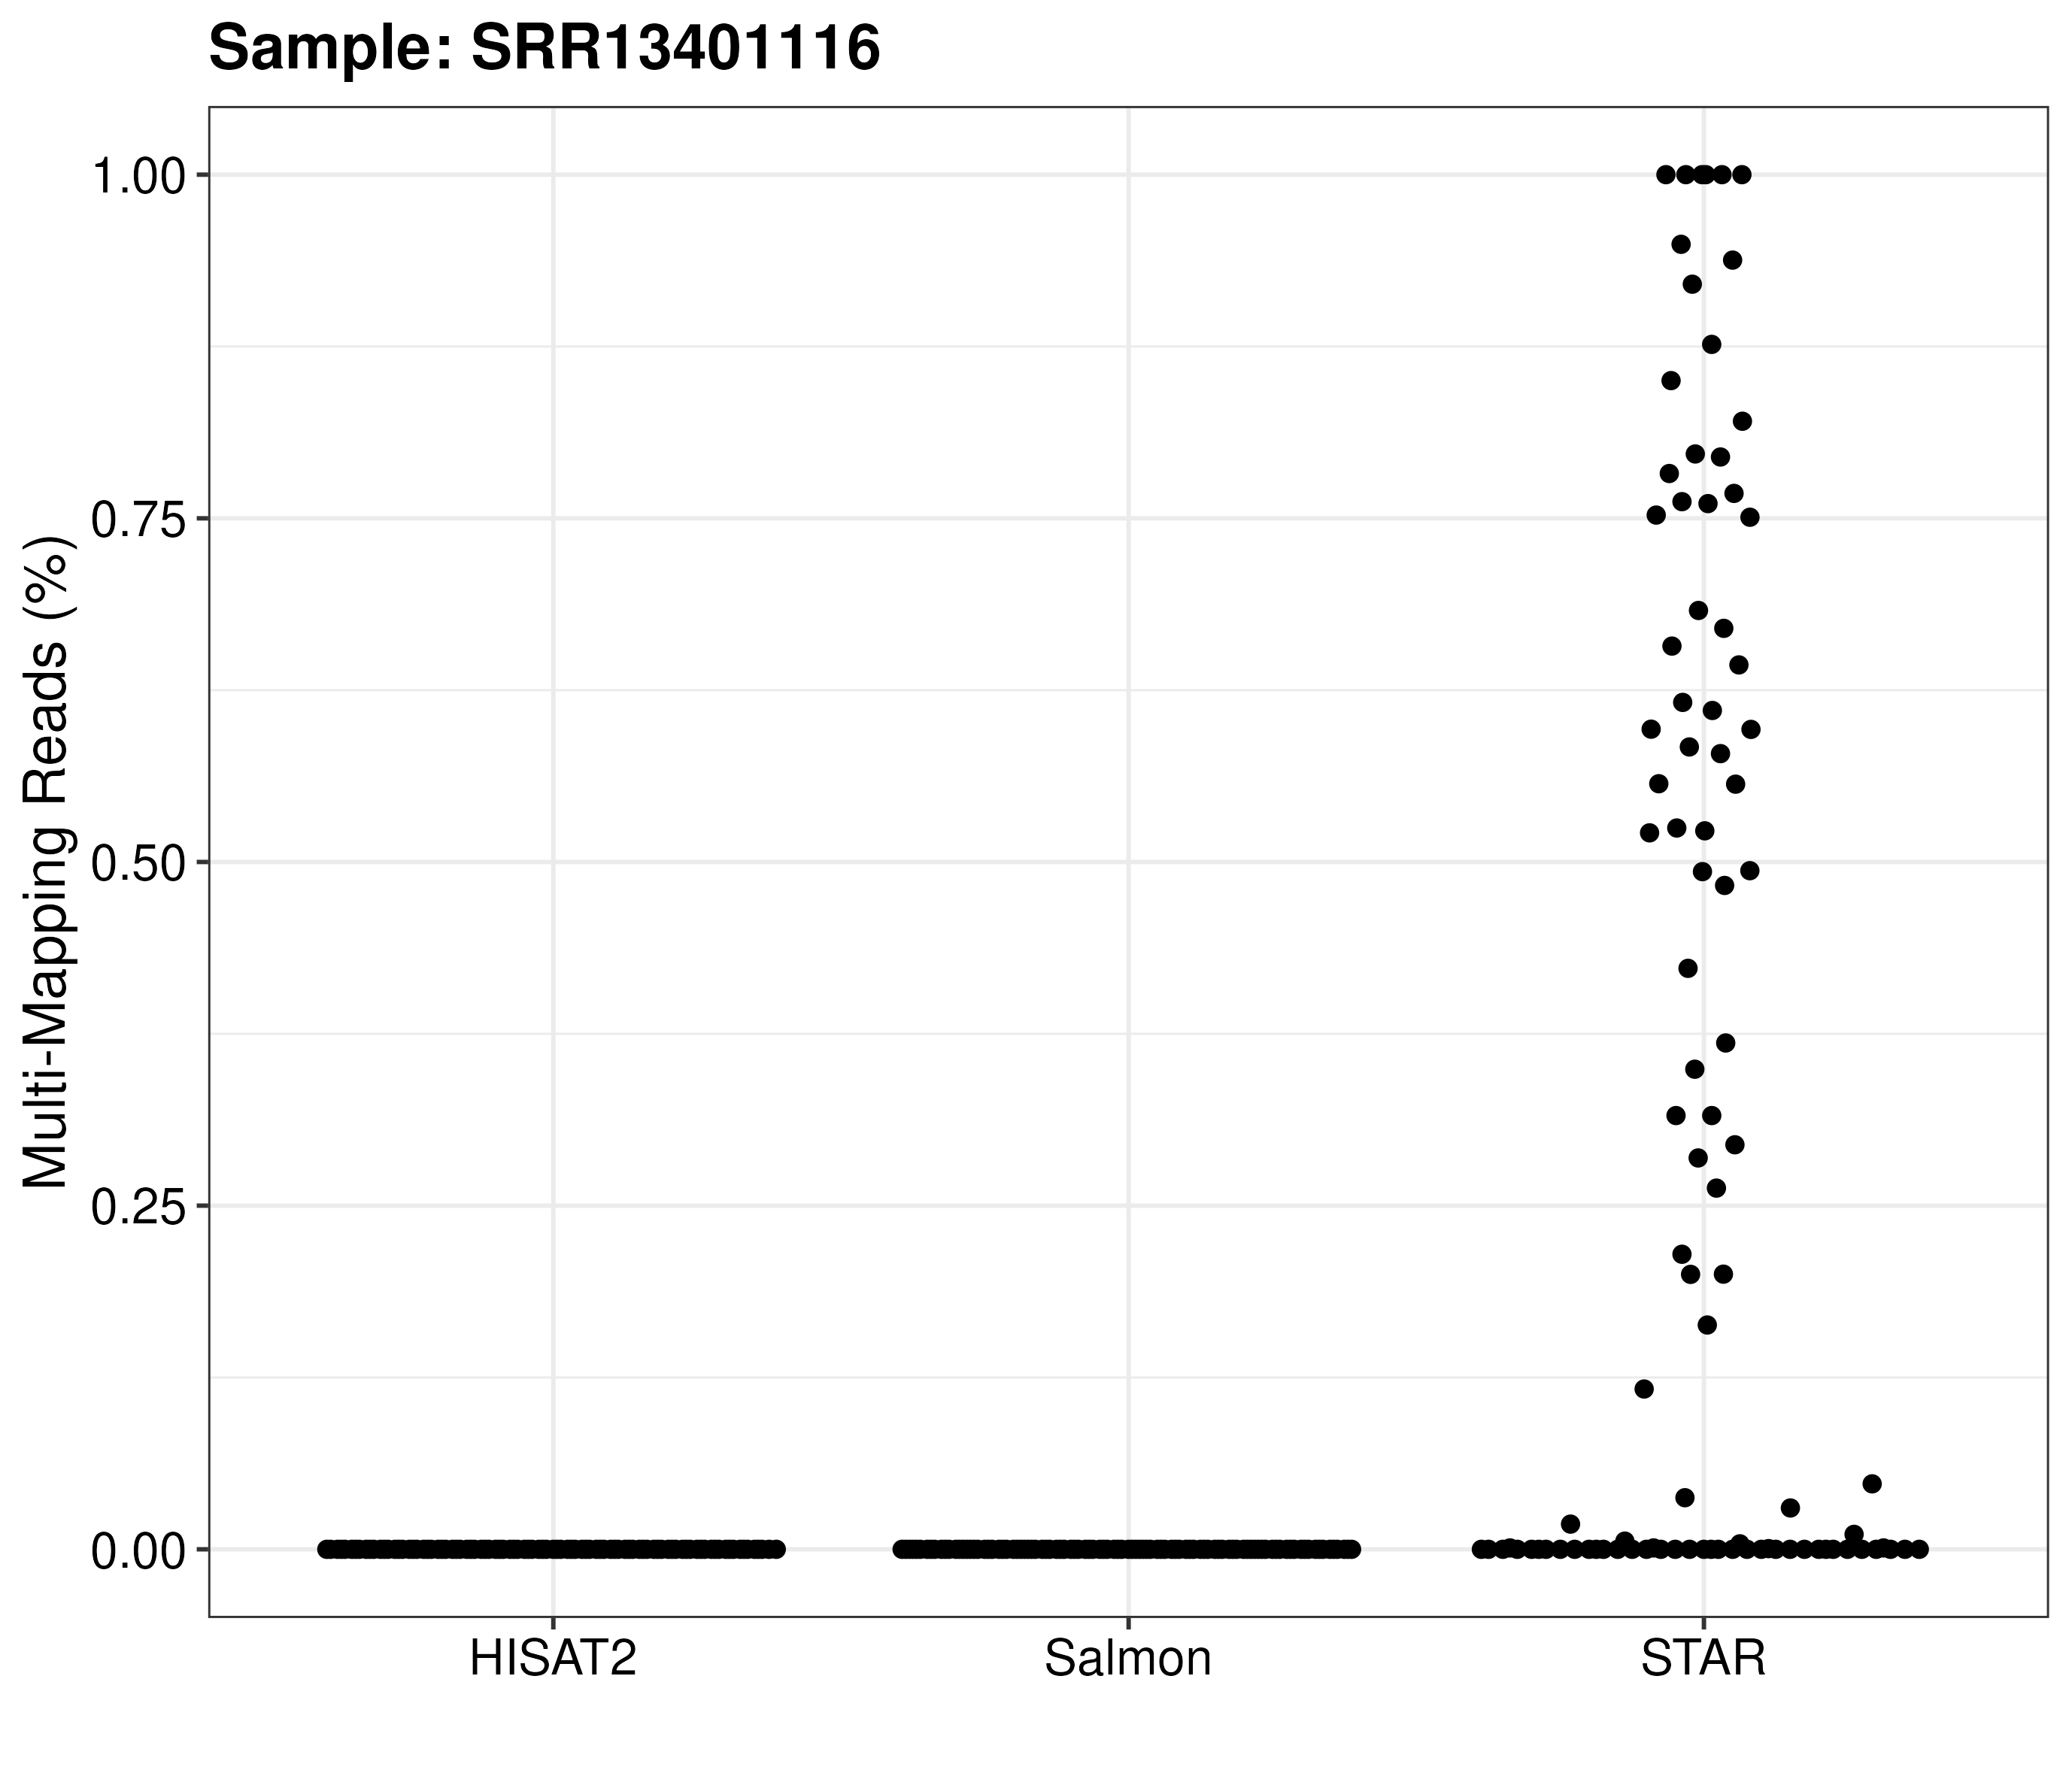 Sample: SRR13401116
Multi-Mapping Reads (%)
1.00
0.75
0.50
0.25
0.00
HISAT2
Salmon
STAR